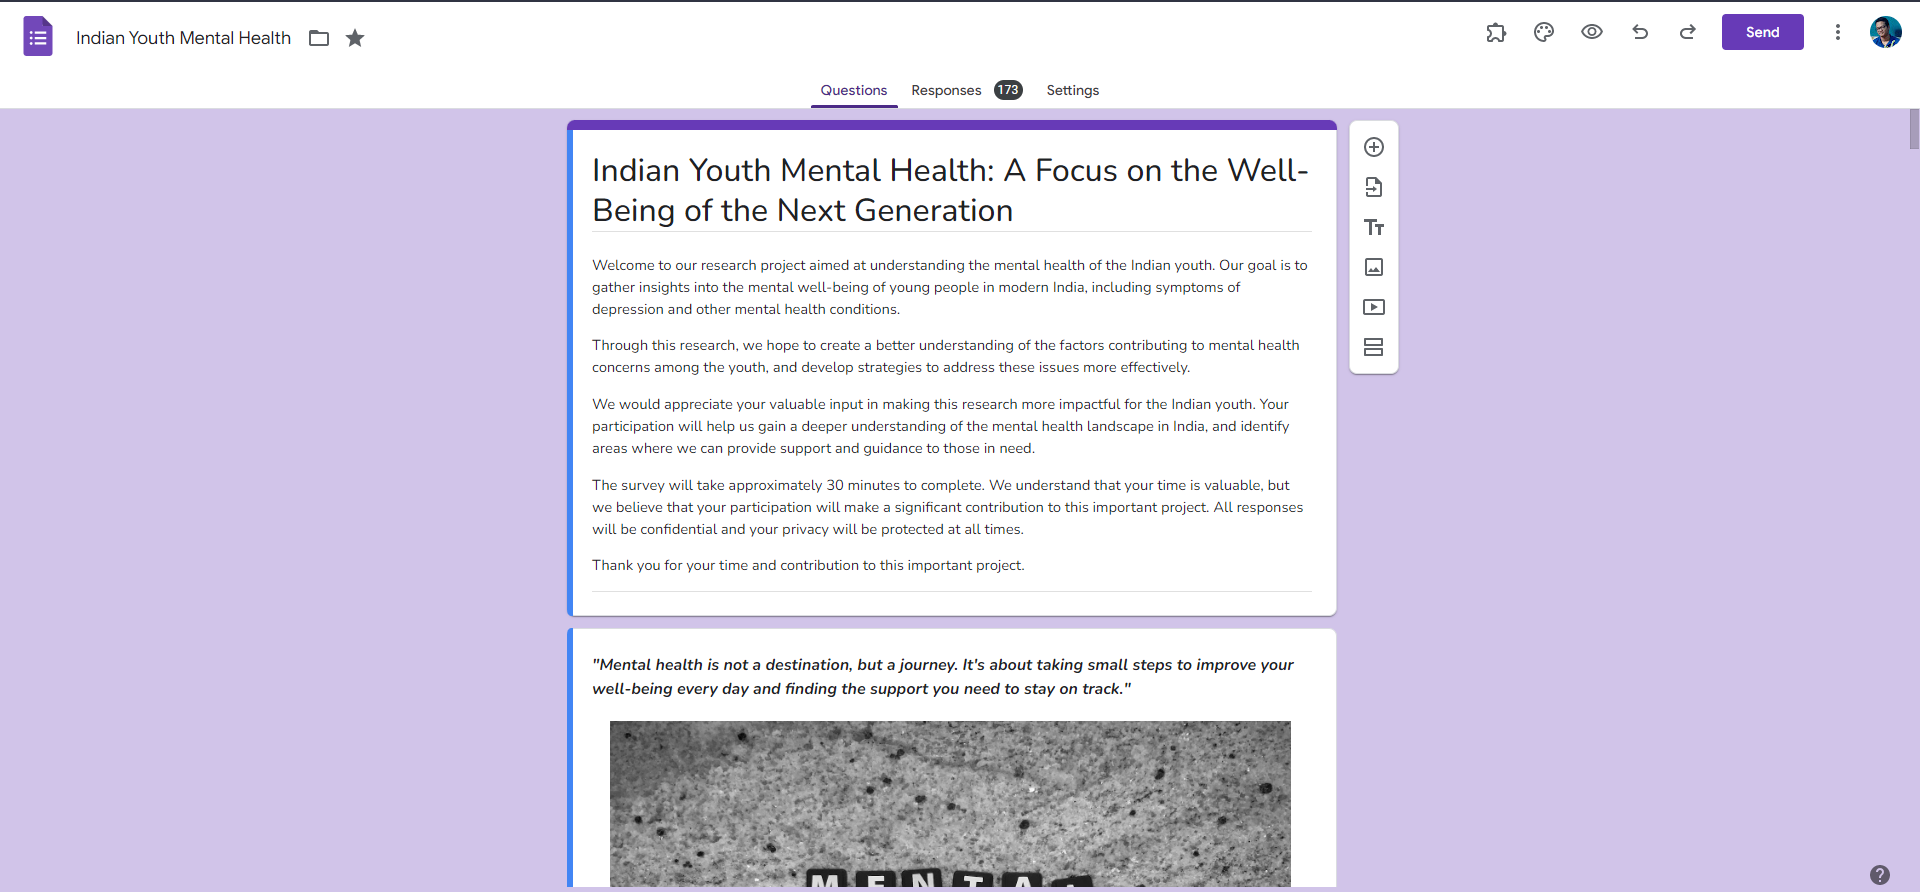 Indian Youth Mental Health
Send
Questions
Responses 173
Settings
Indian Youth Mental Health: A Focus on the Well-
Being of the Next Generation
Welcome to our research project aimed at understanding the mental health of the Indian youth. Our goal is to
gather insights into the mental well-being of young people in modern India, including symptoms of
depression and other mental health conditions.
Through this research, we hope to create a better understanding of the factors contributing to mental health
concerns among the youth, and develop strategies to address these issues more effectively.
We would appreciate your valuable input in making this research more impactful for the Indian youth. Your
participation will help us gain a deeper understanding of the mental health landscape in India, and identify
areas where we can provide support and guidance to those in need.
The survey will take approximately 30 minutes to complete. We understand that your time is valuable, but
we believe that your participation will make a significant contribution to this important project. All responses
will be confidential and your privacy will be protected at all times.
Thank you for your time and contribution to this important project.
"Mental health is not a destination, but a journey. It's about taking small steps to improve your
well-being every day and finding the support you need to stay on track."
MENTAL